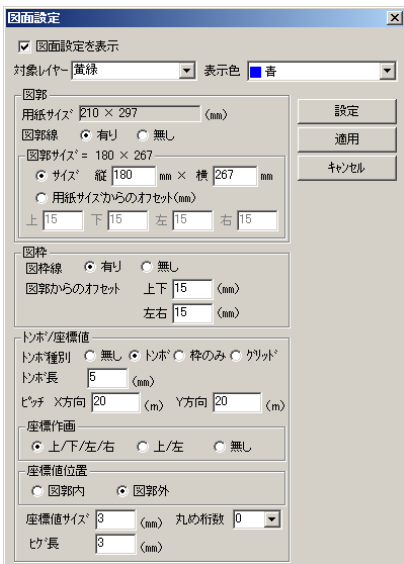 図面設定
図面設定を表示
対象レイヤー 黄緑 表示色 青
図郭
用紙サイズ 210 × 297 (mm)
図郭線 有り 無し
図郭サイズ = 180 × 267
サイズ 縦 180 mm × 横 267 mm
用紙サイズからのオフセット(mm)
上 15 下 15 左 15 右 15
図枠
図枠線 有り 無し
図郭からのオフセット 上下 15 (mm)
左右 15 (mm)
トンボ/座標値
トンボ種別 無し トンボ 枠のみ グリッド
トンボ長 5 (mm)
ピッチ X方向 20 (m) Y方向 20 (m)
座標作画
上/下/左/右 上/左 無し
座標値位置
図郭内 図郭外
座標値サイズ 3 (mm) 丸め桁数 0
ヒゲ長 3 (mm)
設定
適用
キャンセル